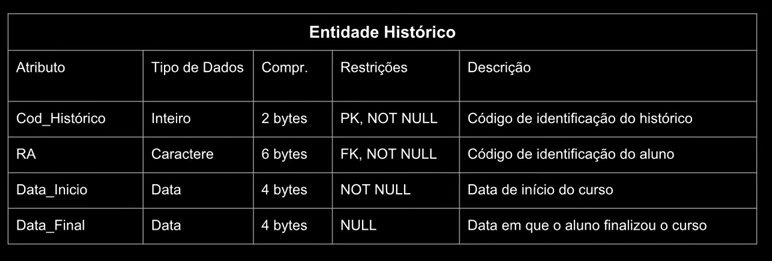 Entidade Histórico
Atributo Tipo de Dados Compr. Restrições Descrição
Cod_Histórico Inteiro 2 bytes PK, NOT NULL Código de identificação do histórico
RA Caractere 6 bytes FK, NOT NULL Código de identificação do aluno
Data_Inicio Data 4 bytes NOT NULL Data de início do curso
Data_Final Data 4 bytes NULL Data em que o aluno finalizou o curso